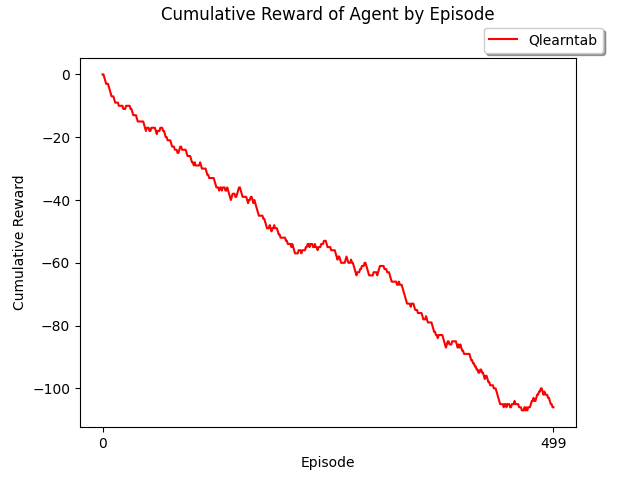 Cumulative Reward of Agent by Episode
Qlearntab
0
−20
−40
−60
−80
−100
Cumulative Reward
0
499
Episode